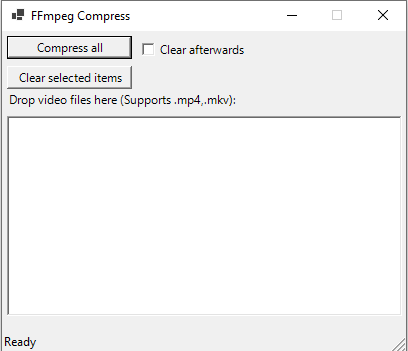 FFmpeg Compress
Compress all
Clear afterwards
Clear selected items
Drop video files here (Supports .mp4,.mkv):
Ready